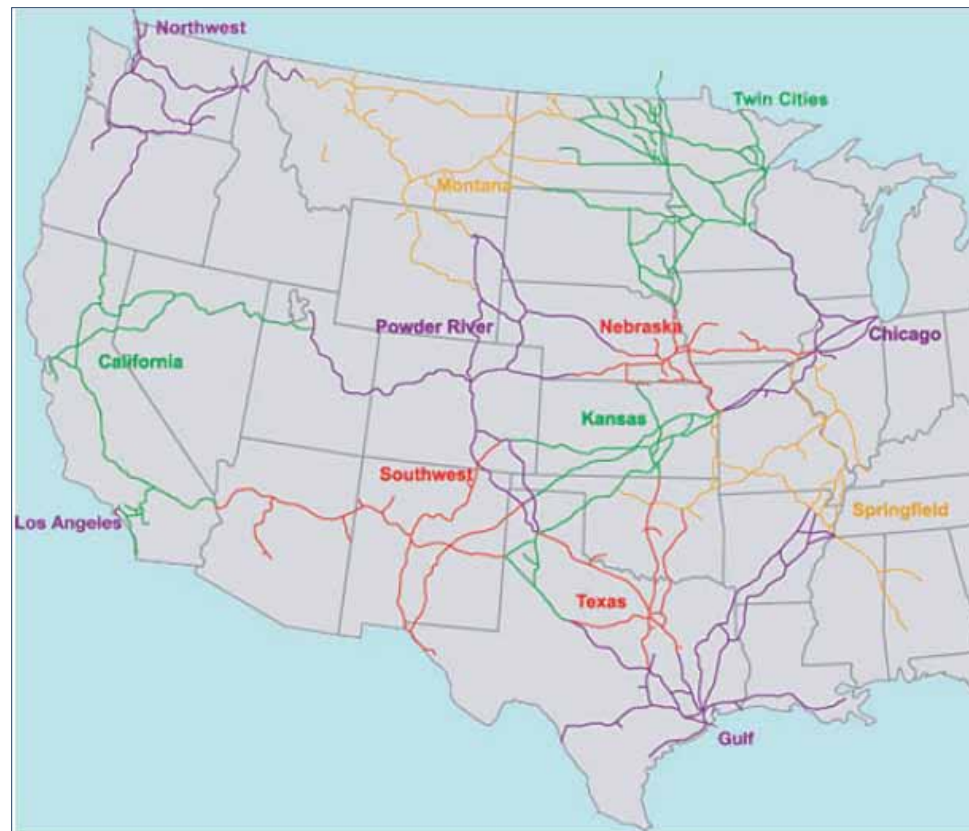 Northwest
Twin Cities
Montana
Powder River
Nebraska
Chicago
California
Kansas
Southwest
Los Angeles
Springfield
Texas
Gulf